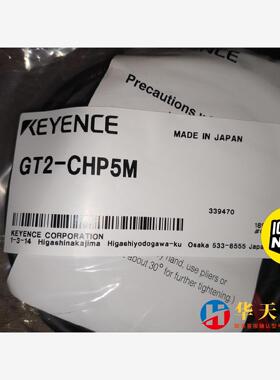 Precautions
KEYENCE
MADE IN JAPAN
GT2-CHP5M
339470
KEYENCE CORPORATION
1-3-14 Higashinakajima Higashiyodogawa-ku Osaka 533-8555 Japan
hand, use pliers or
about 30° for further tightening.)
华天